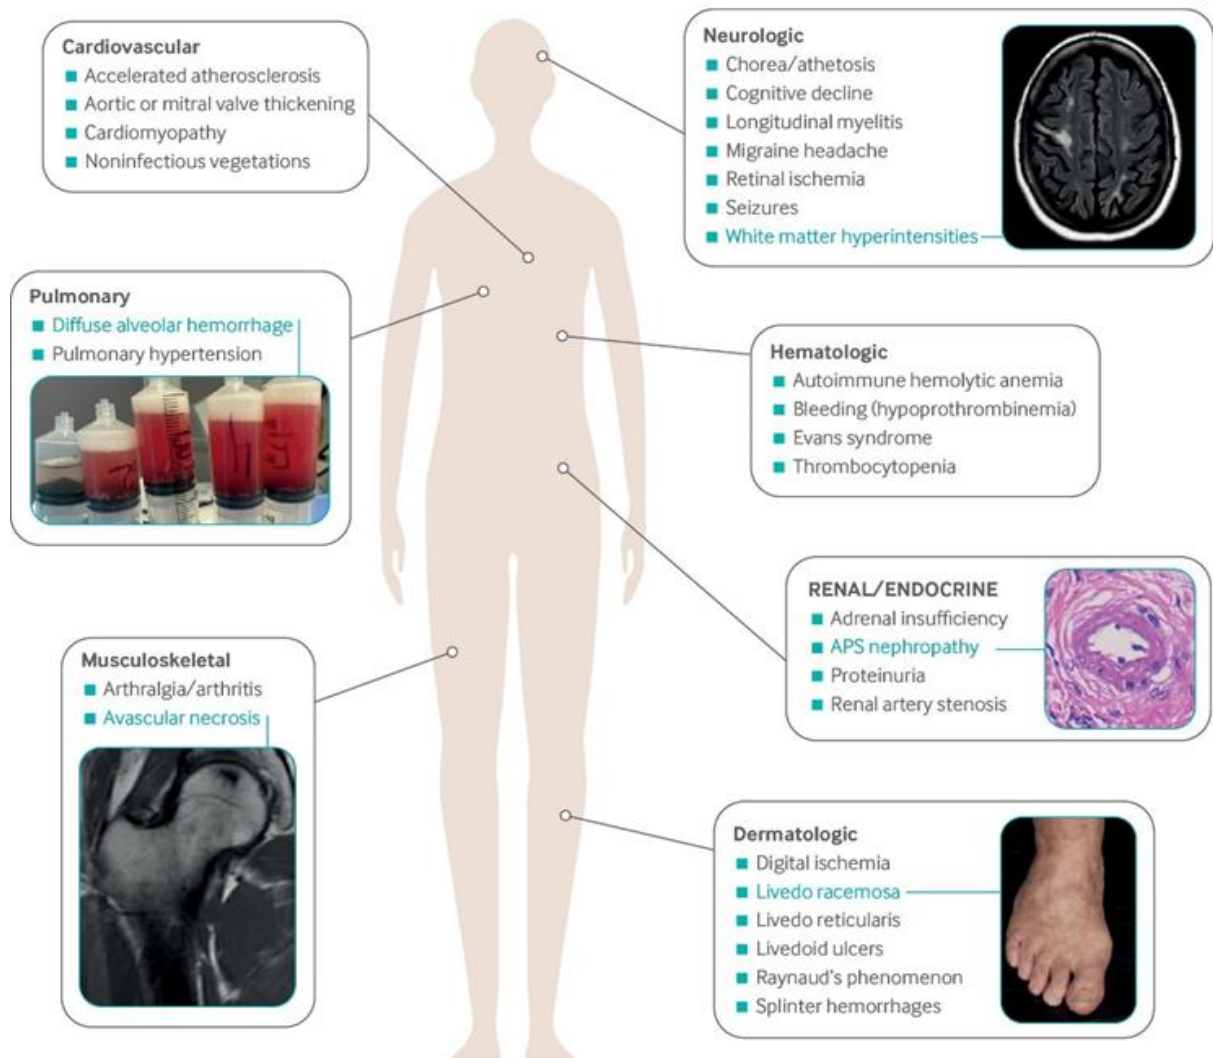 Cardiovascular
Accelerated atherosclerosis
Aortic or mitral valve thickening
Cardiomyopathy
Noninfectious vegetations
Neurologic
Chorea/athetosis
Cognitive decline
Longitudinal myelitis
Migraine headache
Retinal ischemia
Seizures
White matter hyperintensities
Pulmonary
Diffuse alveolar hemorrhage
Pulmonary hypertension
Hematologic
Autoimmune hemolytic anemia
Bleeding (hypoprothrombinemia)
Evans syndrome
Thrombocytopenia
RENAL/ENDOCRINE
Adrenal insufficiency
APS nephropathy
Proteinuria
Renal artery stenosis
Musculoskeletal
Arthralgia/arthritis
Avascular necrosis
Dermatologic
Digital ischemia
Livedo racemosa
Livedo reticularis
Livedoid ulcers
Raynaud's phenomenon
Splinter hemorrhages